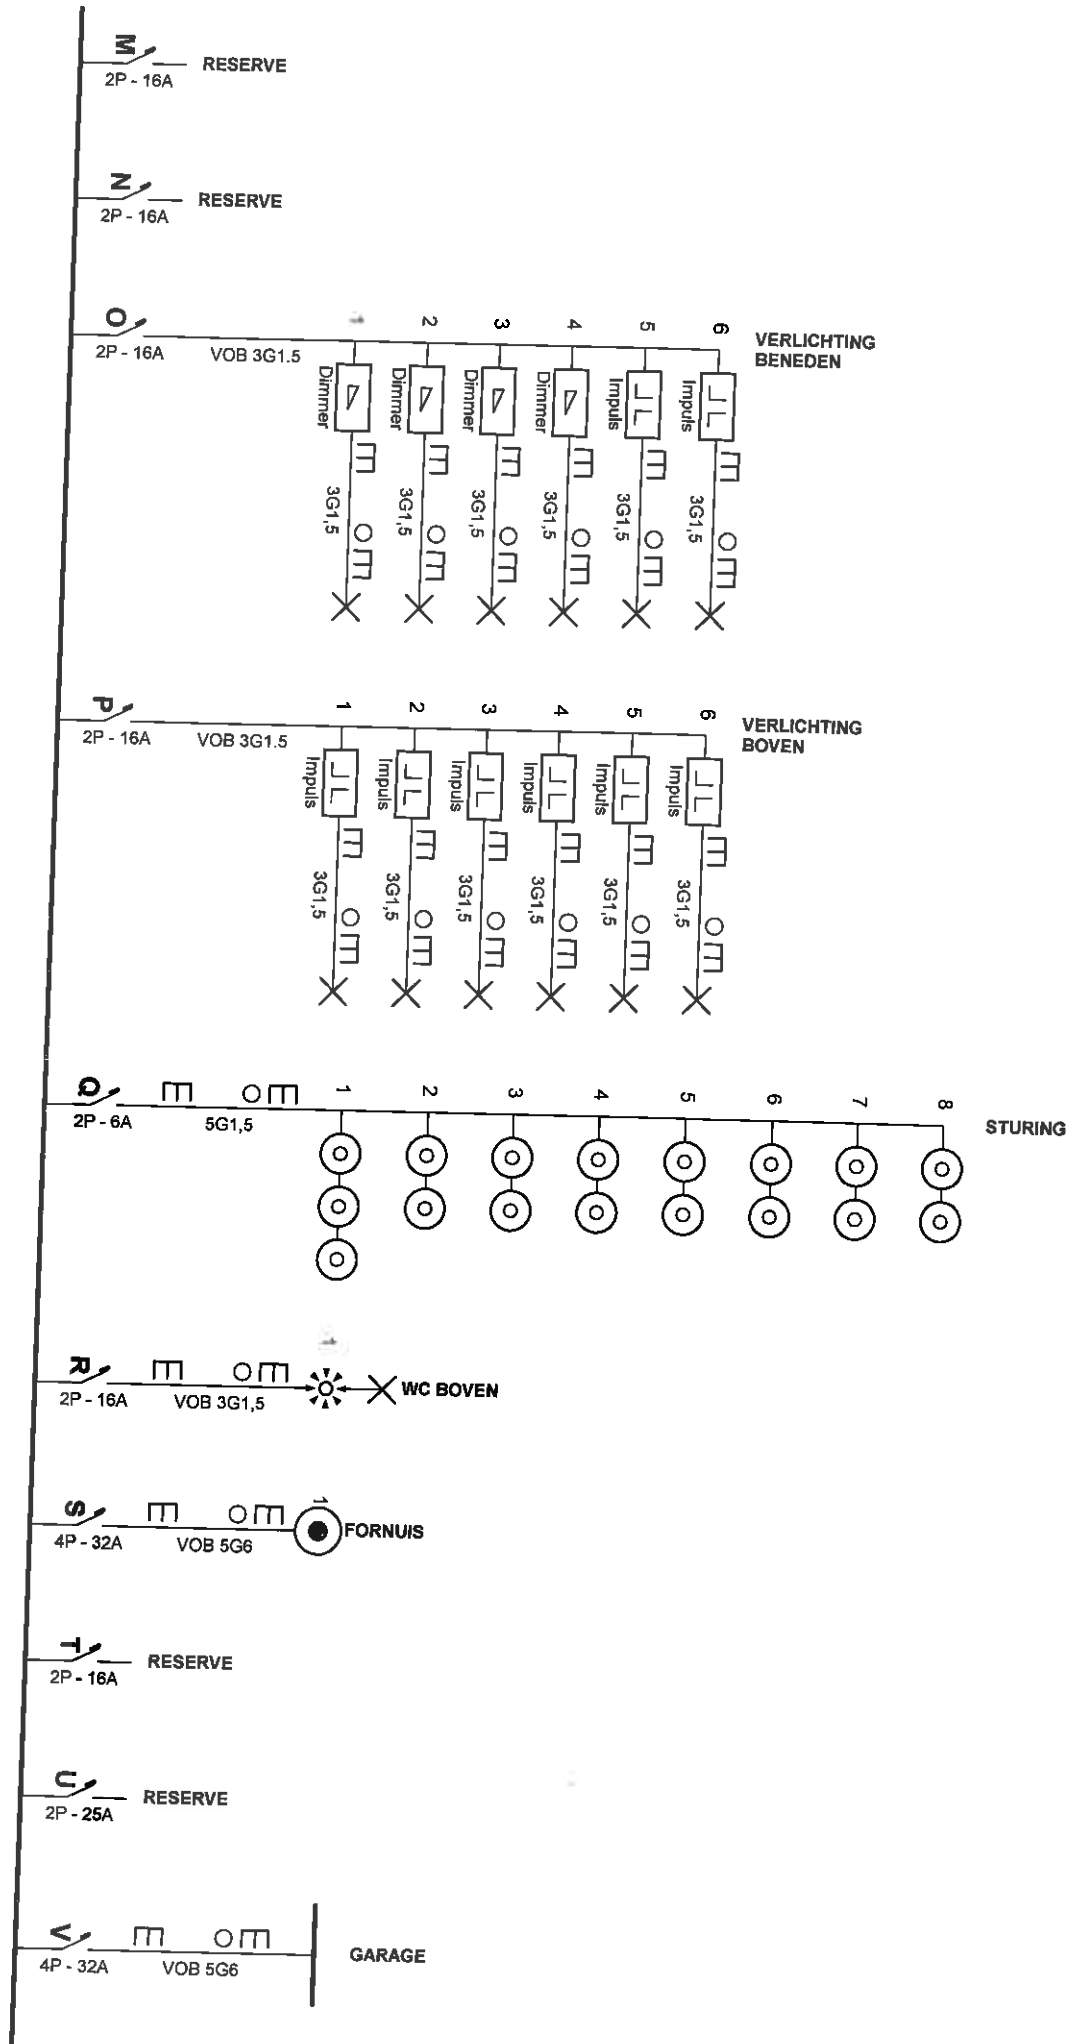 M
RESERVE
2P - 16A
N
RESERVE
2P - 16A
O
1 2 3 4 5 6
VERLICHTING
BENEDEN
2P - 16A
VOB 3G1.5
Dimmer Dimmer Dimmer Dimmer Impuls Impuls
3G1,5 3G1,5 3G1,5 3G1,5 3G1,5 3G1,5
P
1 2 3 4 5 6
VERLICHTING
BOVEN
2P - 16A
VOB 3G1.5
Impuls Impuls Impuls Impuls Impuls Impuls
3G1,5 3G1,5 3G1,5 3G1,5 3G1,5 3G1,5
Q
1 2 3 4 5 6 7 8
STURING
2P - 6A
5G1,5
R
1
WC BOVEN
2P - 16A
VOB 3G1,5
S
1
FORNUIS
4P - 32A
VOB 5G6
T
RESERVE
2P - 16A
U
RESERVE
2P - 25A
V
GARAGE
4P - 32A
VOB 5G6